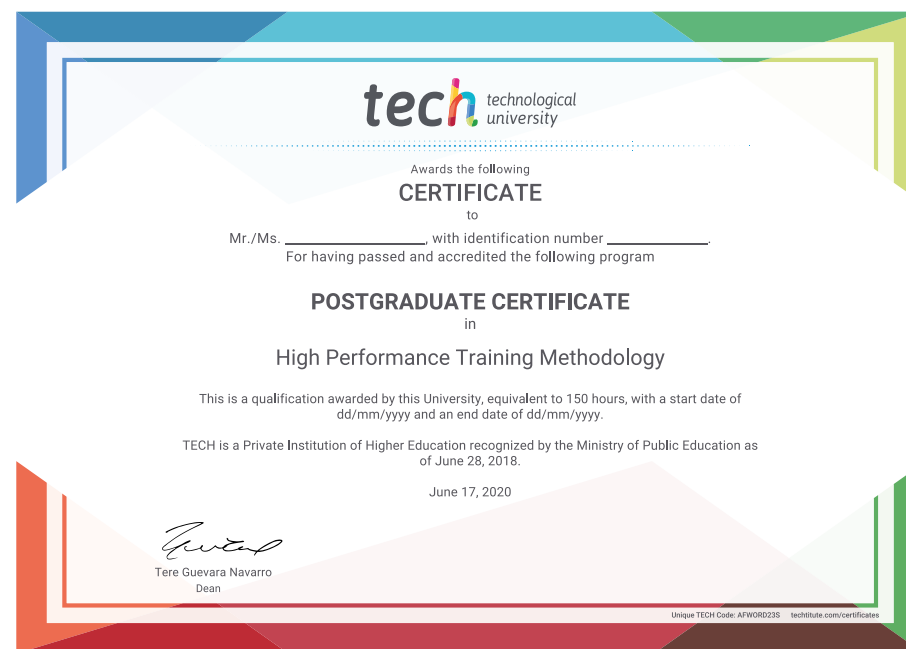 tech technological
university
Awards the following
CERTIFICATE
to
Mr./Ms. ____________________, with identification number ______________.
For having passed and accredited the following program
POSTGRADUATE CERTIFICATE
in
High Performance Training Methodology
This is a qualification awarded by this University, equivalent to 150 hours, with a start date of
dd/mm/yyyy and an end date of dd/mm/yyyy.
TECH is a Private Institution of Higher Education recognized by the Ministry of Public Education as
of June 28, 2018.
June 17, 2020
Tere Guevara Navarro
Dean
Unique TECH Code: AFWORD23S techtitute.com/certificates